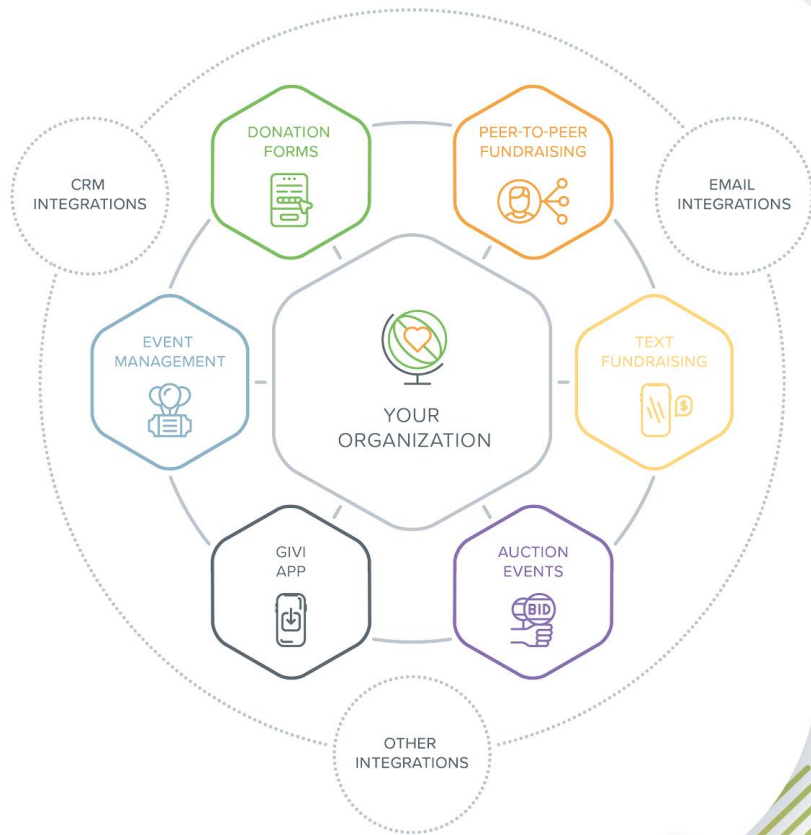 DONATION
FORMS
PEER-TO-PEER
FUNDRAISING
CRM
INTEGRATIONS
EMAIL
INTEGRATIONS
EVENT
MANAGEMENT
TEXT
FUNDRAISING
$
YOUR
ORGANIZATION
GIVI
APP
AUCTION
EVENTS
BID
OTHER
INTEGRATIONS